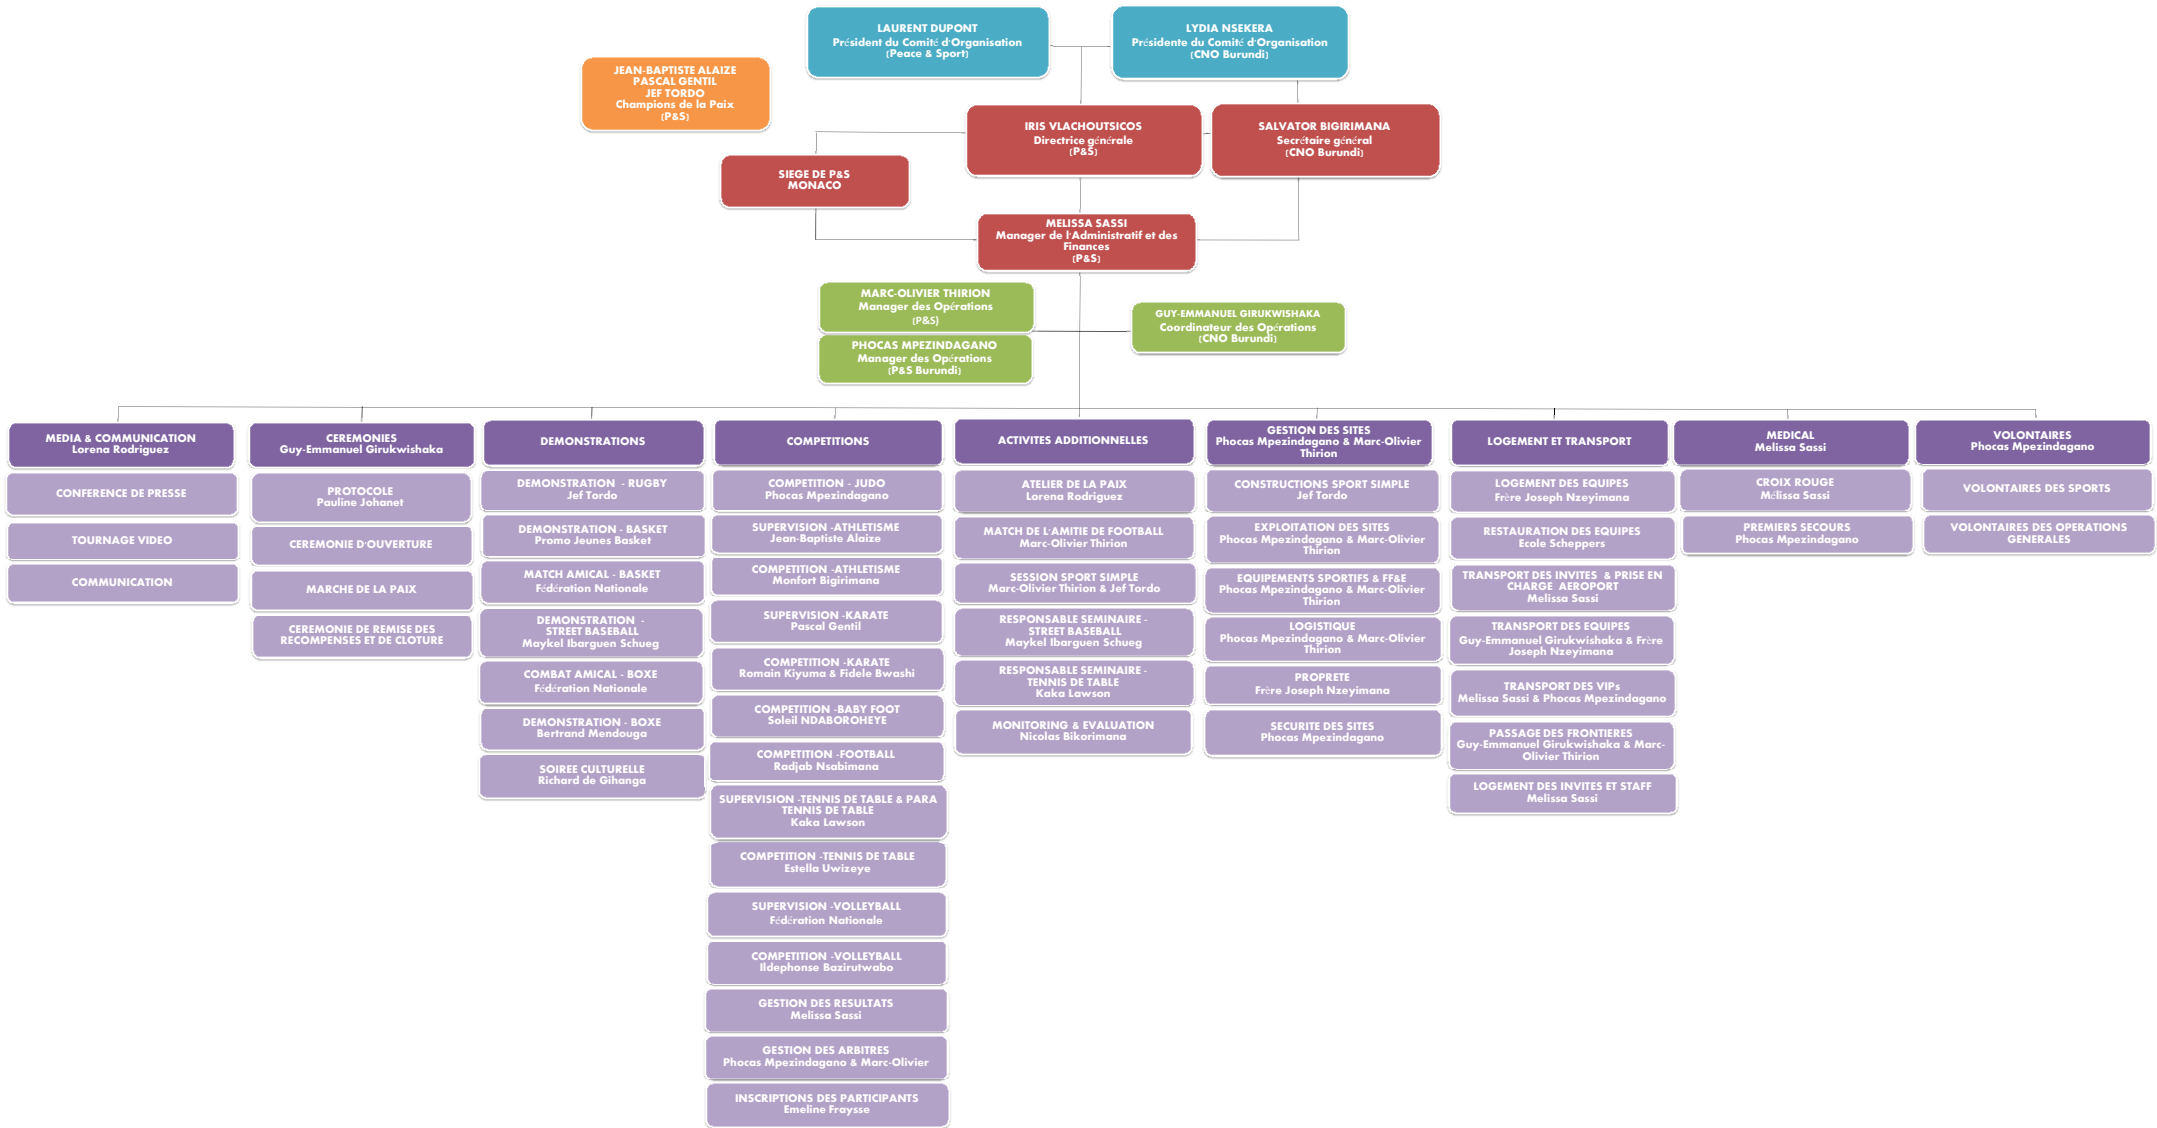 LAURENT DUPONT
Président du Comité d'Organisation
(Peace & Sport)
LYDIA NSEKERA
Présidente du Comité d'Organisation
(CNO Burundi)
JEAN-BAPTISTE ALAIZE
PASCAL GENTIL
JEF TORDO
Champions de la Paix
(P&S)
IRIS VLACHOUTSICOS
Directrice générale
(P&S)
SALVATOR BIGIRIMANA
Secrétaire général
(CNO Burundi)
SIEGE DE P&S
MONACO
MELISSA SASSI
Manager de l'Administratif et des
Finances
(P&S)
MARC-OLIVIER THIRION
Manager des Opérations
(P&S)
GUY-EMMANUEL GIRUKWISHAKA
Coordinateur des Opérations
(CNO Burundi)
PHOCAS MPEZINDAGANO
Manager des Opérations
(P&S Burundi)
MEDIA & COMMUNICATION
Lorena Rodriguez
CONFERENCE DE PRESSE
TOURNAGE VIDEO
COMMUNICATION
CEREMONIES
Guy-Emmanuel Girukwishaka
PROTOCOLE
Pauline Johanet
CEREMONIE D'OUVERTURE
MARCHE DE LA PAIX
CEREMONIE DE REMISE DES
RECOMPENSES ET DE CLOTURE
DEMONSTRATIONS
DEMONSTRATION - RUGBY
Jef Tordo
DEMONSTRATION - BASKET
Promo Jeunes Basket
MATCH AMICAL - BASKET
Fédération Nationale
DEMONSTRATION -
STREET BASEBALL
Maykel Ibarguen Schueg
COMBAT AMICAL - BOXE
Fédération Nationale
DEMONSTRATION - BOXE
Bertrand Mendouga
SOIREE CULTURELLE
Richard de Gihanga
COMPETITIONS
COMPETITION - JUDO
Phocas Mpezindagano
SUPERVISION -ATHLETISME
Jean-Baptiste Alaize
COMPETITION -ATHLETISME
Monfort Bigirimana
SUPERVISION -KARATE
Pascal Gentil
COMPETITION -KARATE
Romain Kiyuma & Fidele Bwashi
COMPETITION -BABY FOOT
Soleil NDABOROHEYE
COMPETITION -FOOTBALL
Radjab Nsabimana
SUPERVISION -TENNIS DE TABLE & PARA
TENNIS DE TABLE
Kaka Lawson
COMPETITION -TENNIS DE TABLE
Estella Uwizeye
SUPERVISION -VOLLEYBALL
Fédération Nationale
COMPETITION -VOLLEYBALL
Ildephonse Bazirutwabo
GESTION DES RESULTATS
Melissa Sassi
GESTION DES ARBITRES
Phocas Mpezindagano & Marc-Olivier
INSCRIPTIONS DES PARTICIPANTS
Emeline Fraysse
ACTIVITES ADDITIONNELLES
ATELIER DE LA PAIX
Lorena Rodriguez
MATCH DE L'AMITIE DE FOOTBALL
Marc-Olivier Thirion
SESSION SPORT SIMPLE
Marc-Olivier Thirion & Jef Tordo
RESPONSABLE SEMINAIRE -
STREET BASEBALL
Maykel Ibarguen Schueg
RESPONSABLE SEMINAIRE -
TENNIS DE TABLE
Kaka Lawson
MONITORING & EVALUATION
Nicolas Bikorimana
GESTION DES SITES
Phocas Mpezindagano & Marc-Olivier
Thirion
CONSTRUCTIONS SPORT SIMPLE
Jef Tordo
EXPLOITATION DES SITES
Phocas Mpezindagano & Marc-Olivier
Thirion
EQUIPEMENTS SPORTIFS & FF&E
Phocas Mpezindagano & Marc-Olivier
Thirion
LOGISTIQUE
Phocas Mpezindagano & Marc-Olivier
Thirion
PROPRETE
Frère Joseph Nzeyimana
SECURITE DES SITES
Phocas Mpezindagano
LOGEMENT ET TRANSPORT
LOGEMENT DES EQUIPES
Frère Joseph Nzeyimana
RESTAURATION DES EQUIPES
Ecole Scheppers
TRANSPORT DES INVITES & PRISE EN
CHARGE AEROPORT
Melissa Sassi
TRANSPORT DES EQUIPES
Guy-Emmanuel Girukwishaka & Frère
Joseph Nzeyimana
TRANSPORT DES VIPs
Melissa Sassi & Phocas Mpezindagano
PASSAGE DES FRONTIERES
Guy-Emmanuel Girukwishaka & Marc-
Olivier Thirion
LOGEMENT DES INVITES ET STAFF
Melissa Sassi
MEDICAL
Melissa Sassi
CROIX ROUGE
Mélissa Sassi
PREMIERS SECOURS
Phocas Mpezindagano
VOLONTAIRES
Phocas Mpezindagano
VOLONTAIRES DES SPORTS
VOLONTAIRES DES OPERATIONS
GENERALES